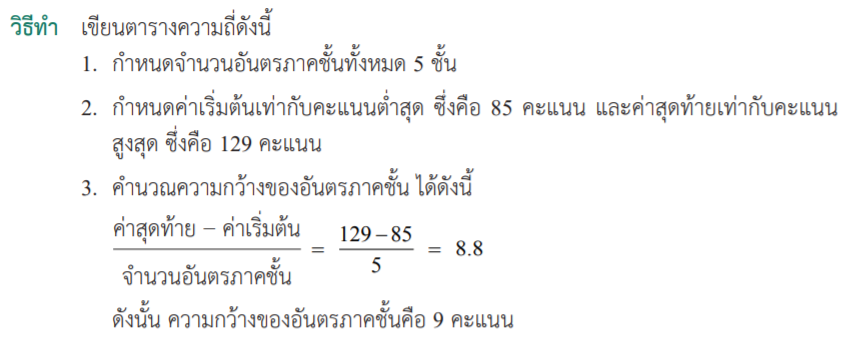 วิธีทำ เขียนตารางความถี่ดังนี้
1. กำหนดจำนวนอันตรภาคชั้นทั้งหมด 5 ชั้น
2. กำหนดค่าเริ่มต้นเท่ากับคะแนนต่ำสุด ซึ่งคือ 85 คะแนน และค่าสุดท้ายเท่ากับคะแนน
สูงสุด ซึ่งคือ 129 คะแนน
3. คำนวณความกว้างของอันตรภาคชั้น ได้ดังนี้
ค่าสุดท้าย – ค่าเริ่มต้น
จำนวนอันตรภาคชั้น
= 129 – 85
5
= 8.8
ดังนั้น ความกว้างของอันตรภาคชั้นคือ 9 คะแนน